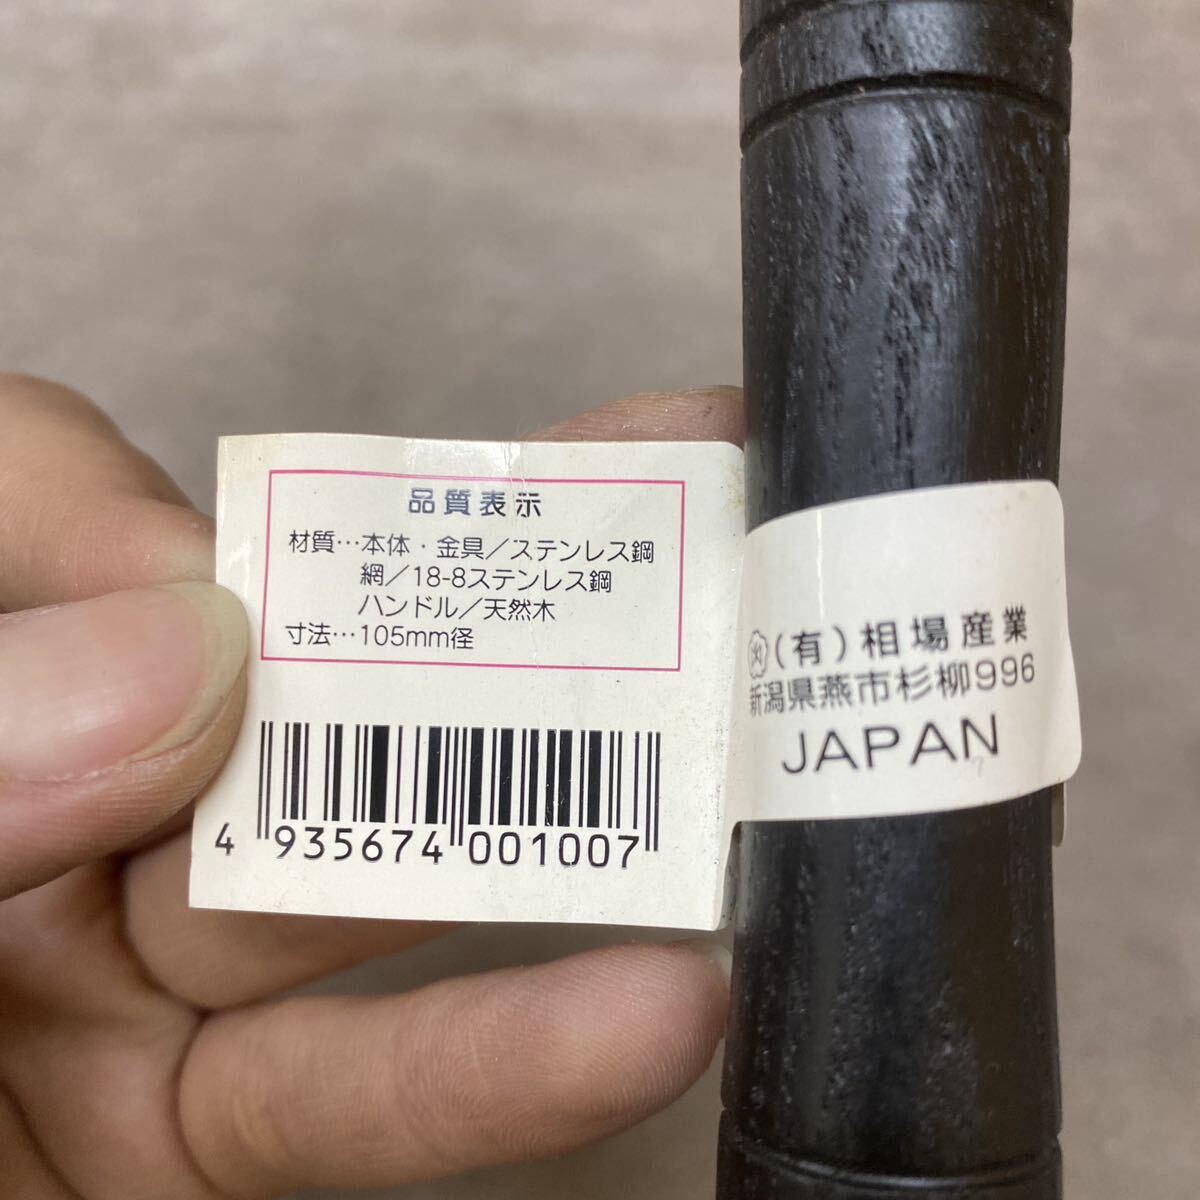 品質表示
材質…本体・金具/ステンレス鋼
網/18-8ステンレス鋼
ハンドル/天然木
寸法…105mm径
4 935674 001007
(有)相場産業
新潟県燕市杉柳996
JAPAN